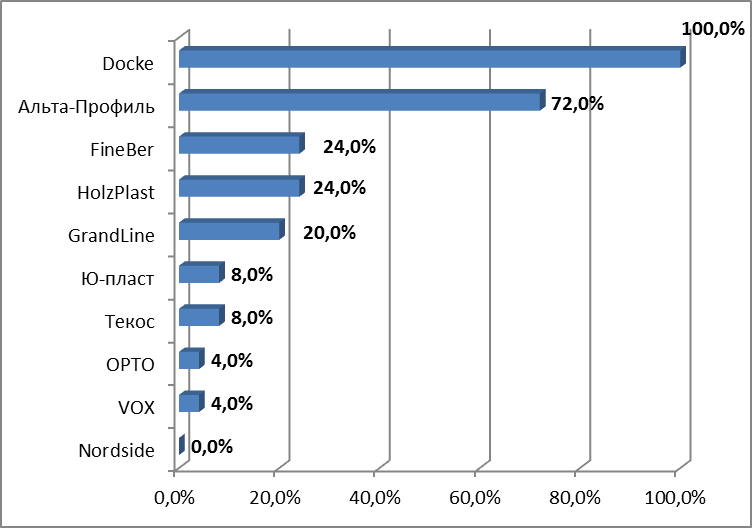 Docke 100,0%
Альта-Профиль 72,0%
FineBer 24,0%
HolzPlast 24,0%
GrandLine 20,0%
Ю-пласт 8,0%
Текос 8,0%
ОРТО 4,0%
VOX 4,0%
Nordside 0,0%
0,0% 20,0% 40,0% 60,0% 80,0% 100,0%